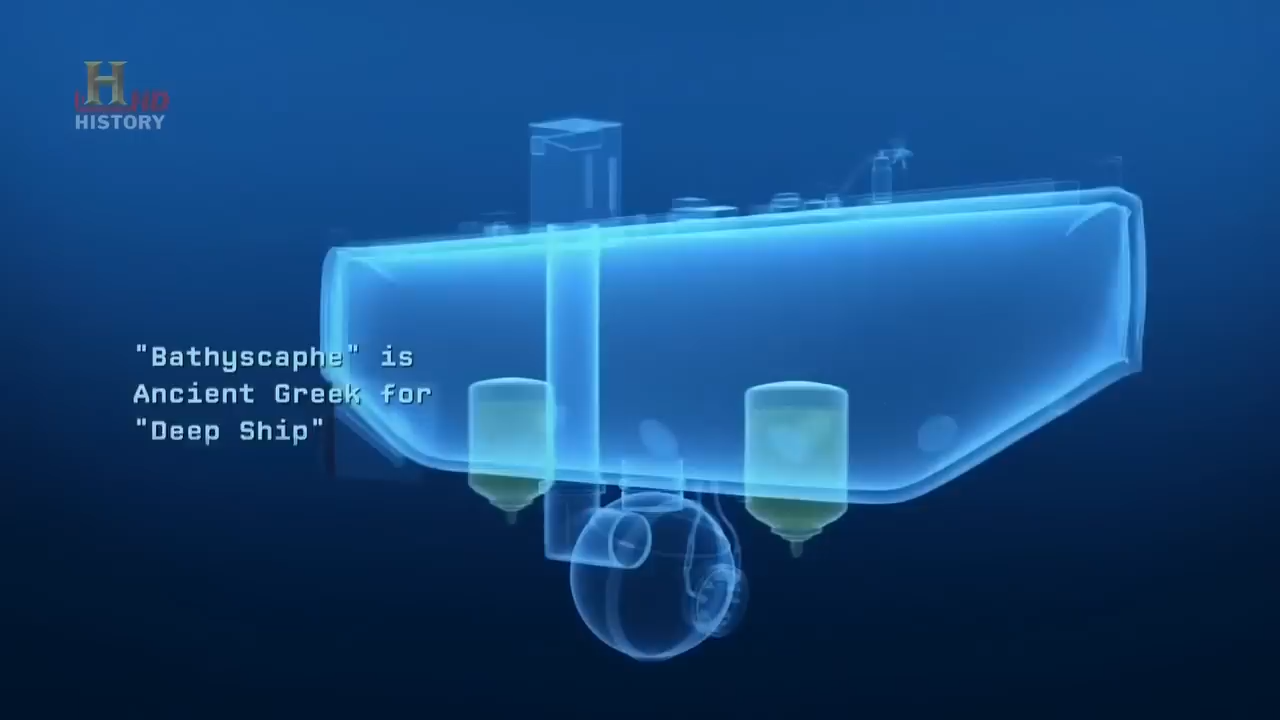 H
HD
HISTORY
"Bathyscaphe" is
Ancient Greek for
"Deep Ship"